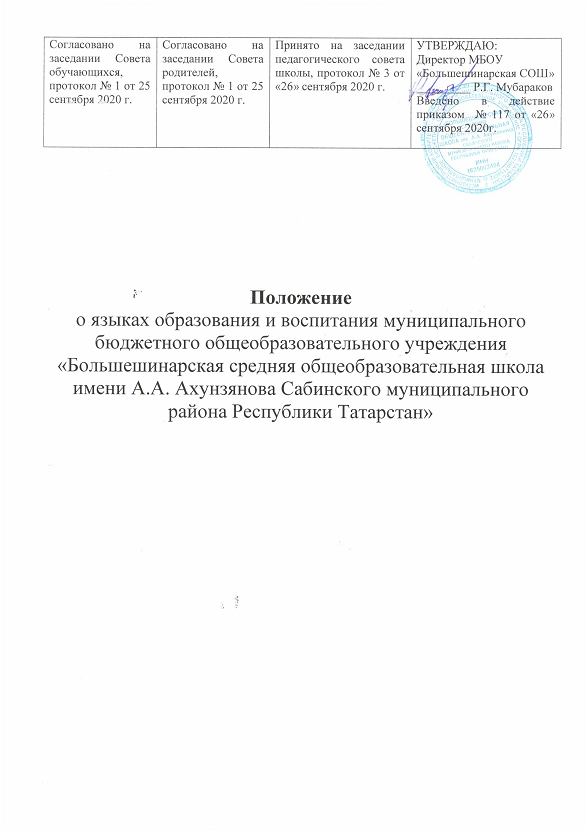 Согласовано на
заседании Совета
обучающихся,
протокол № 1 от 25
сентября 2020 г.
Согласовано на
заседании Совета
родителей,
протокол № 1 от 25
сентября 2020 г.
Принято на заседании
педагогического совета
школы, протокол № 3 от
«26» сентября 2020 г.
УТВЕРЖДАЮ:
Директор МБОУ
«Большешинарская СОШ»
Р.Г. Мубараков
Введено в действие
приказом № 117 от «26»
сентября 2020г.
ИНН
Положение
о языках образования и воспитания муниципального
бюджетного общеобразовательного учреждения
«Большешинарская средняя общеобразовательная школа
имени А.А. Ахунзянова Сабинского муниципального
района Республики Татарстан»